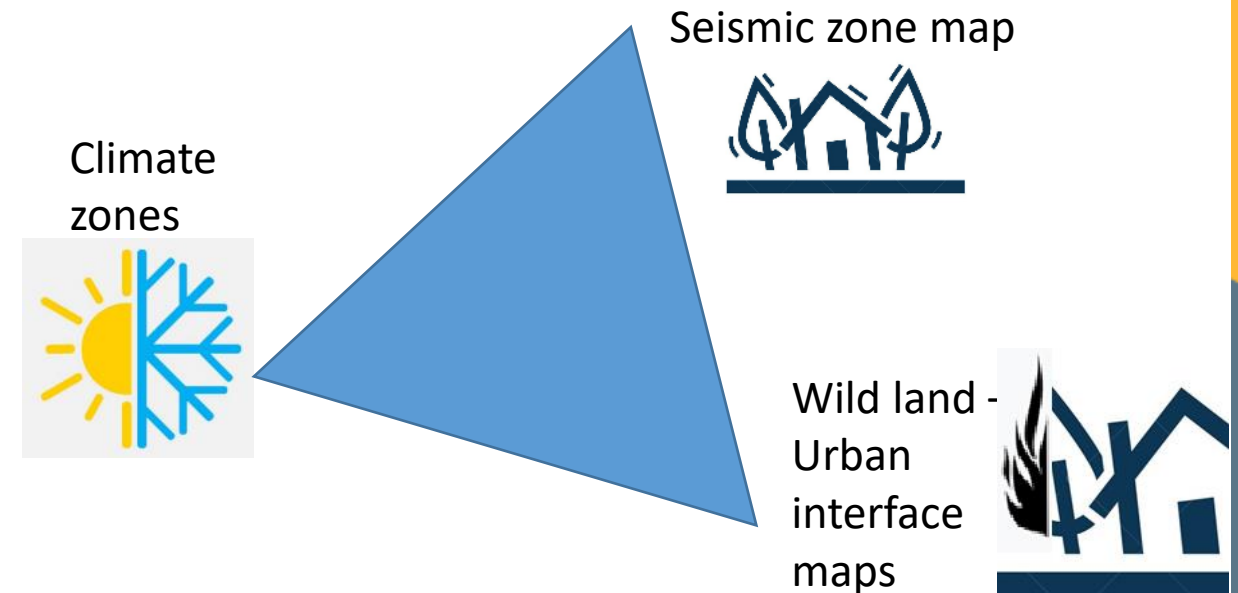 Seismic zone map
Climate
zones
Wild land -
Urban
interface
maps